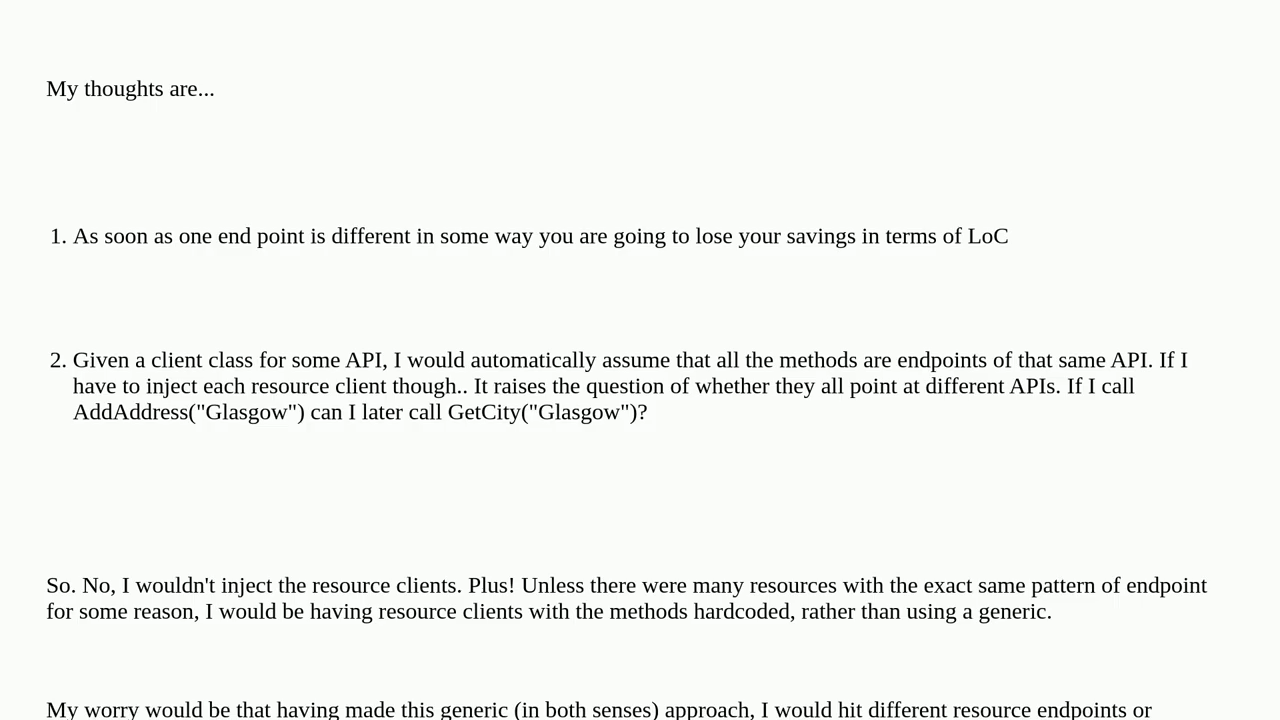 My thoughts are...
1. As soon as one end point is different in some way you are going to lose your savings in terms of LoC
2. Given a client class for some API, I would automatically assume that all the methods are endpoints of that same API. If I
have to inject each resource client though.. It raises the question of whether they all point at different APIs. If I call
AddAddress("Glasgow") can I later call GetCity("Glasgow")?
So. No, I wouldn't inject the resource clients. Plus! Unless there were many resources with the exact same pattern of endpoint
for some reason, I would be having resource clients with the methods hardcoded, rather than using a generic.
My worry would be that having made this generic (in both senses) approach, I would hit different resource endpoints or